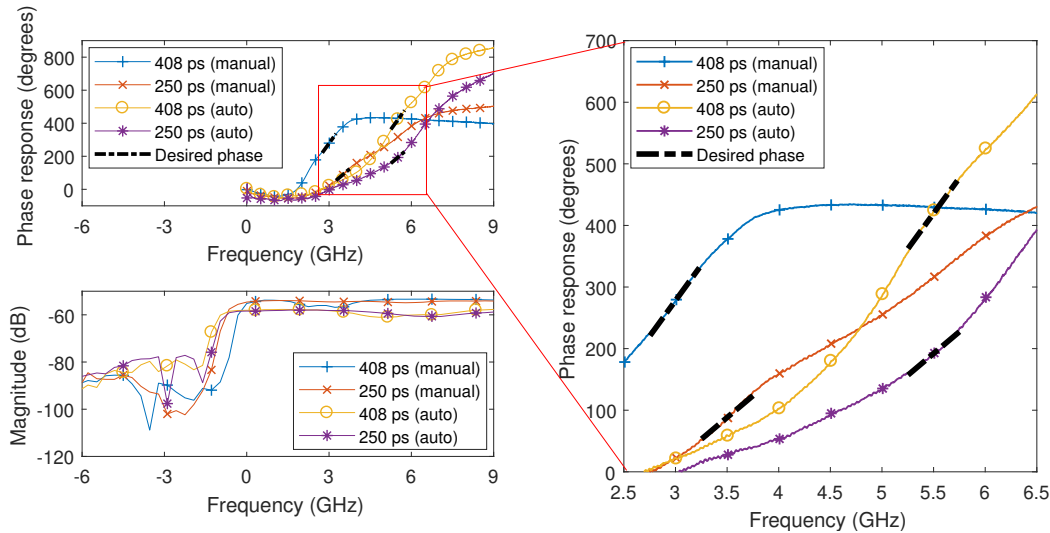 800
600
400
200
0
-6
-3
0
3
6
9
Phase response (degrees)
Frequency (GHz)
408 ps (manual)
250 ps (manual)
408 ps (auto)
250 ps (auto)
Desired phase
-60
-80
-100
-120
-6
-3
0
3
6
9
Magnitude (dB)
Frequency (GHz)
408 ps (manual)
250 ps (manual)
408 ps (auto)
250 ps (auto)
700
600
500
400
300
200
100
0
2.5
3
3.5
4
4.5
5
5.5
6
6.5
Phase response (degrees)
Frequency (GHz)
408 ps (manual)
250 ps (manual)
408 ps (auto)
250 ps (auto)
Desired phase